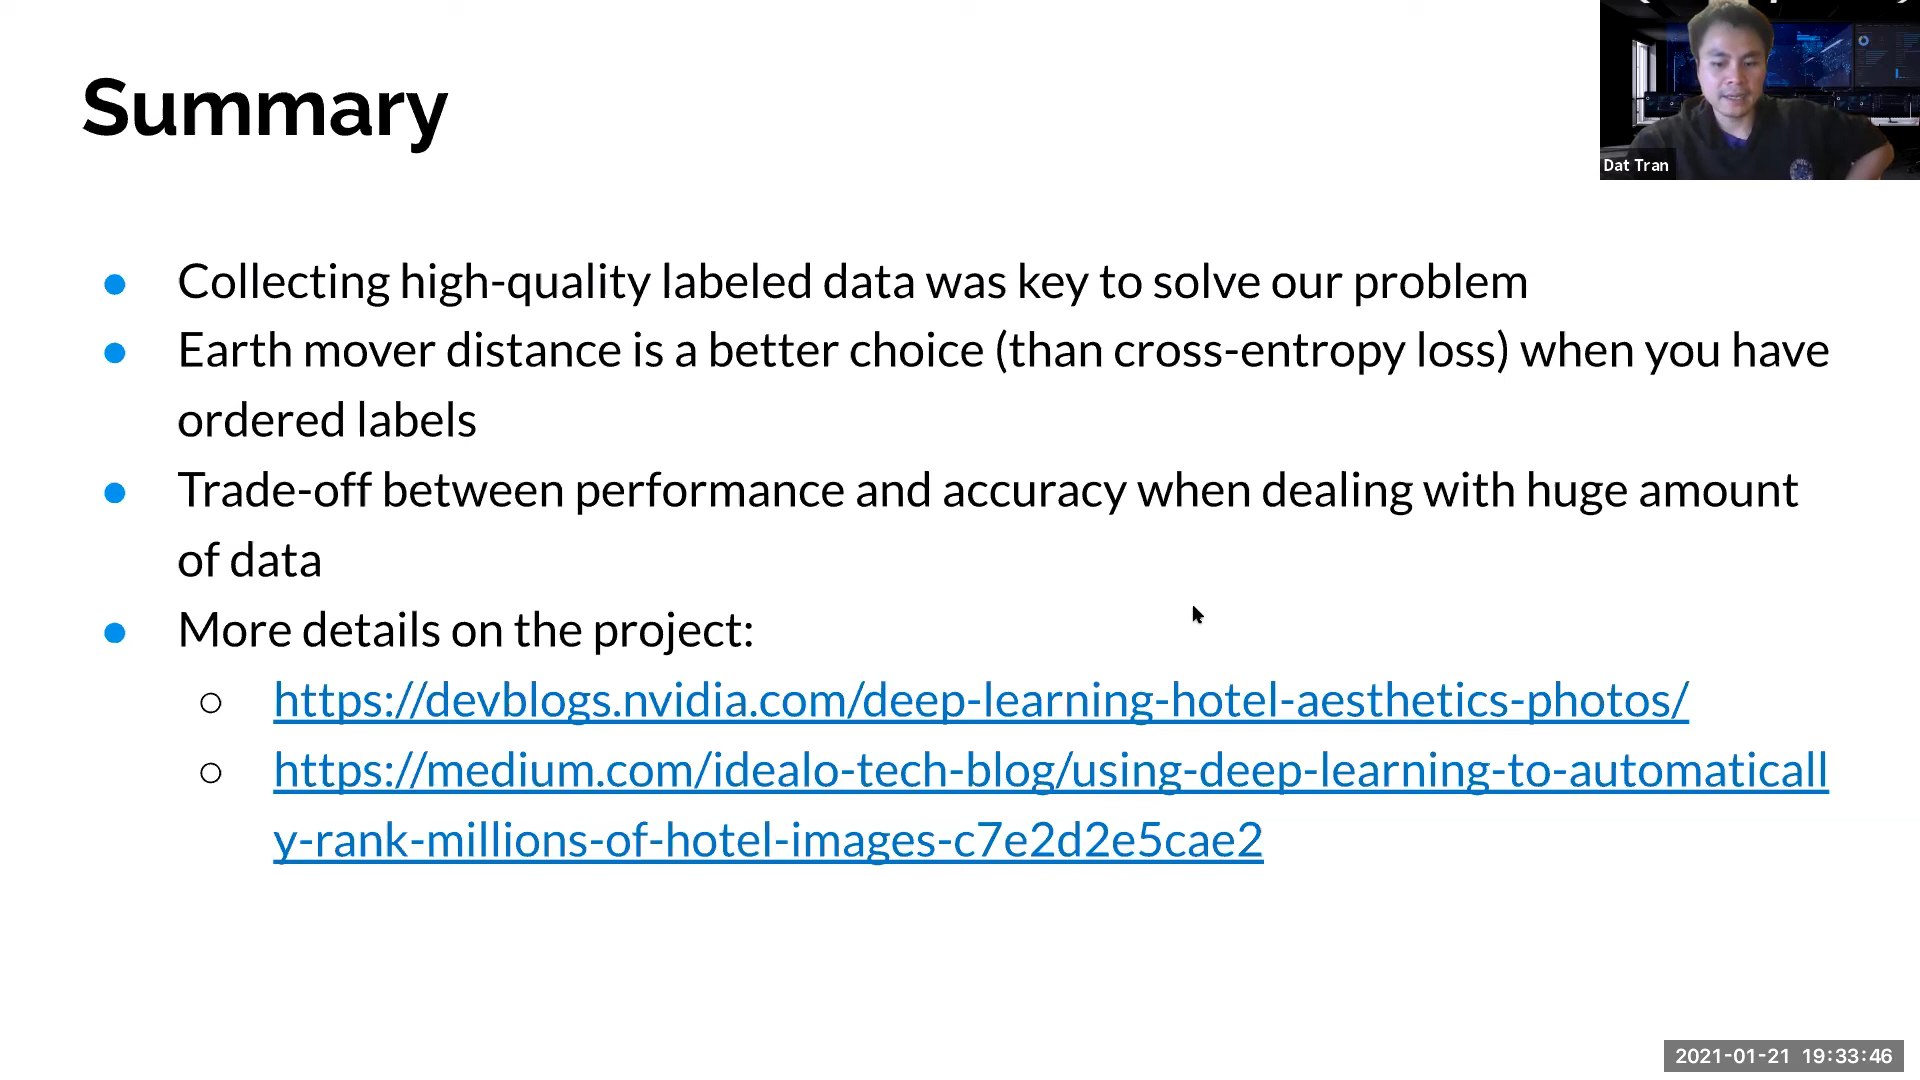 Summary
Dat Tran
● Collecting high-quality labeled data was key to solve our problem
● Earth mover distance is a better choice (than cross-entropy loss) when you have
ordered labels
● Trade-off between performance and accuracy when dealing with huge amount
of data
● More details on the project:
○ https://devblogs.nvidia.com/deep-learning-hotel-aesthetics-photos/
○ https://medium.com/idealo-tech-blog/using-deep-learning-to-automaticall
y-rank-millions-of-hotel-images-c7e2d2e5cae2
2021-01-21 19:33:46